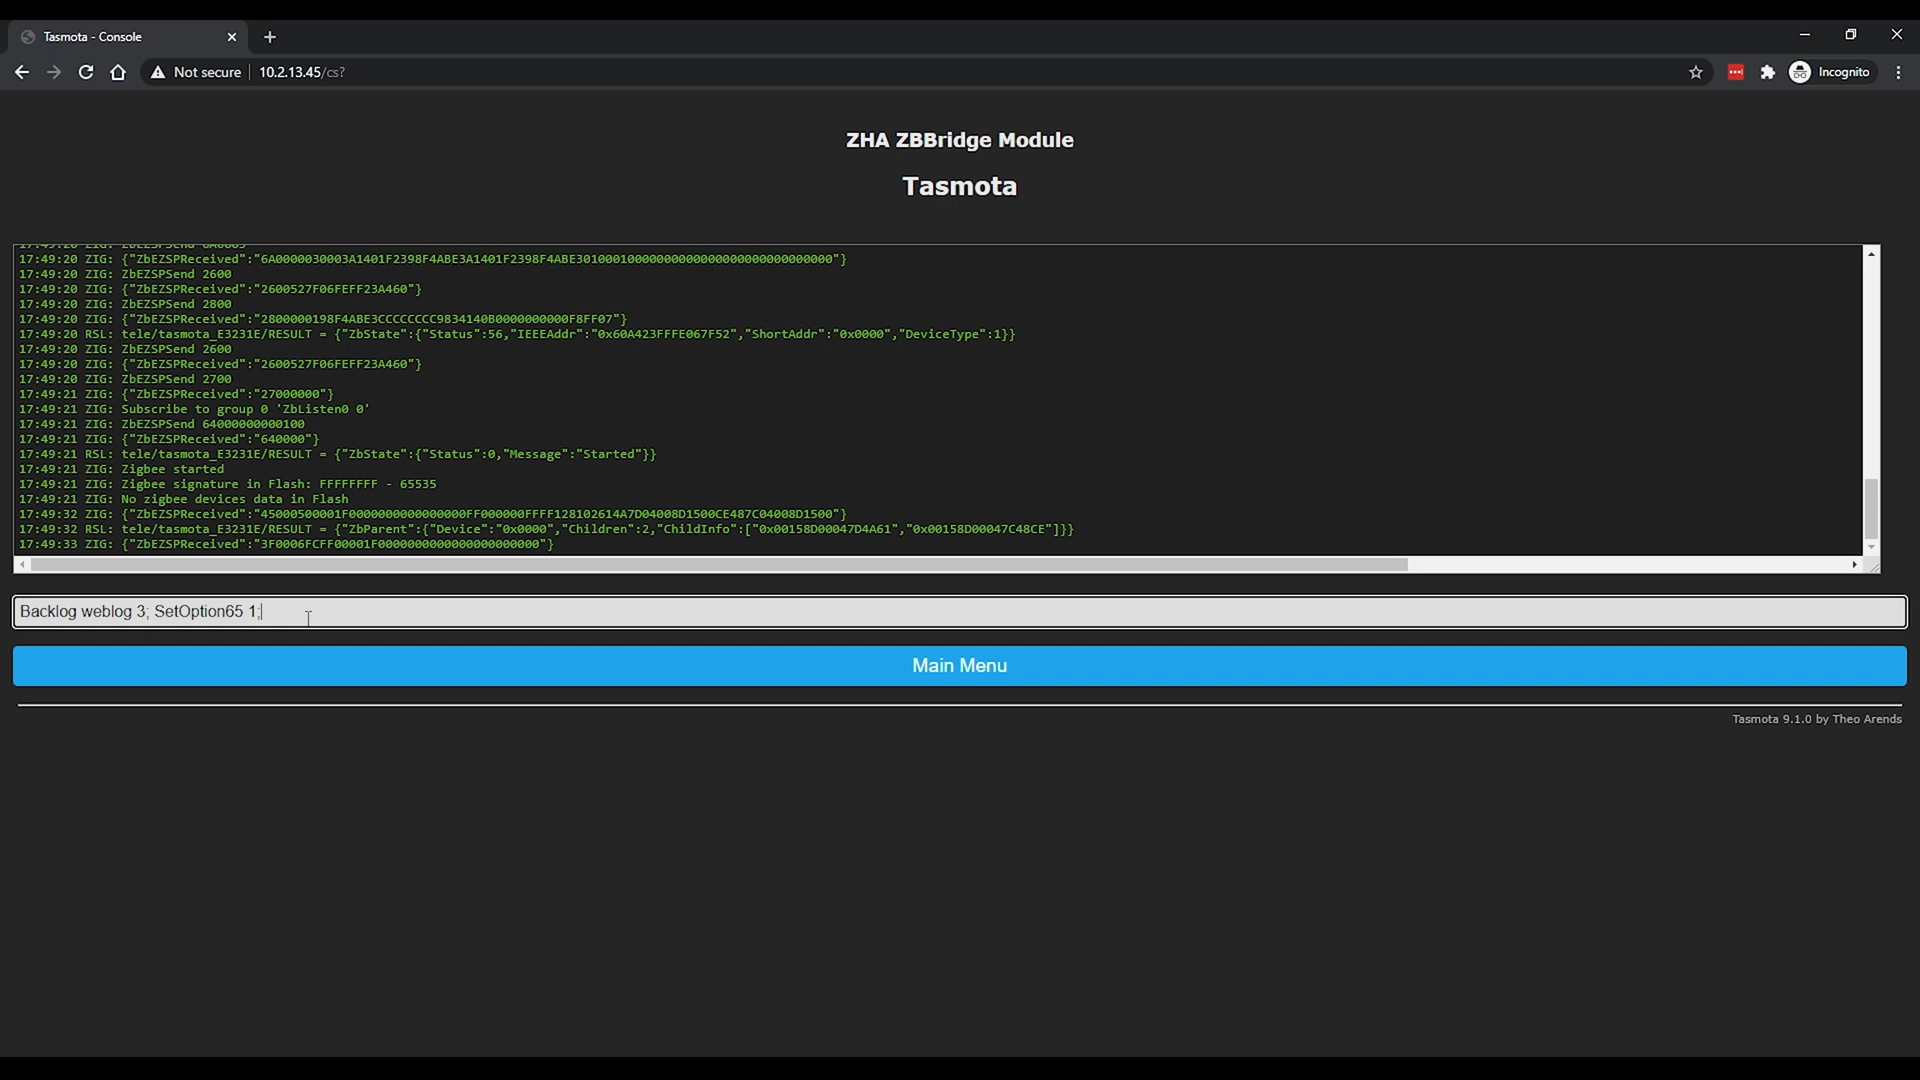 Tasmota - Console
Not secure
10.2.13.45/cs?
Incognito
ZHA ZBBridge Module
Tasmota
17:49:20 ZIG: ZbEZSPSend 6A0003
17:49:20 ZIG: {"ZbEZSPReceived":"6A0000030003A1401F2398F4ABE3A1401F2398F4ABE30100010000000000000000000000000000"}
17:49:20 ZIG: ZbEZSPSend 2600
17:49:20 ZIG: {"ZbEZSPReceived":"2600527F06FEFF23A460"}
17:49:20 ZIG: ZbEZSPSend 2800
17:49:20 ZIG: {"ZbEZSPReceived":"2800000198F4ABE3CCCCCCCC9834140B0000000000F8FF07"}
17:49:20 RSL: tele/tasmota_E3231E/RESULT = {"ZbState":{"Status":56,"IEEEAddr":"0x60A423FFFE067F52","ShortAddr":"0x0000","DeviceType":1}}
17:49:20 ZIG: ZbEZSPSend 2600
17:49:20 ZIG: {"ZbEZSPReceived":"2600527F06FEFF23A460"}
17:49:20 ZIG: ZbEZSPSend 2700
17:49:21 ZIG: {"ZbEZSPReceived":"27000000"}
17:49:21 ZIG: Subscribe to group 0 'ZbListen0 0'
17:49:21 ZIG: ZbEZSPSend 64000000000100
17:49:21 ZIG: {"ZbEZSPReceived":"640000"}
17:49:21 RSL: tele/tasmota_E3231E/RESULT = {"ZbState":{"Status":0,"Message":"Started"}}
17:49:21 ZIG: Zigbee started
17:49:21 ZIG: Zigbee signature in Flash: FFFFFFFF - 65535
17:49:21 ZIG: No zigbee devices data in Flash
17:49:32 ZIG: {"ZbEZSPReceived":"45000500001F0000000000000000FF000000FFFF128102614A7D04008D1500CE487C04008D1500"}
17:49:32 RSL: tele/tasmota_E3231E/RESULT = {"ZbParent":{"Device":"0x0000","Children":2,"ChildInfo":["0x00158D00047D4A61","0x00158D00047C48CE"]}}
17:49:33 ZIG: {"ZbEZSPReceived":"3F0006FCFF00001F0000000000000000000000"}
Backlog weblog 3; SetOption65 1;
Main Menu
Tasmota 9.1.0 by Theo Arends